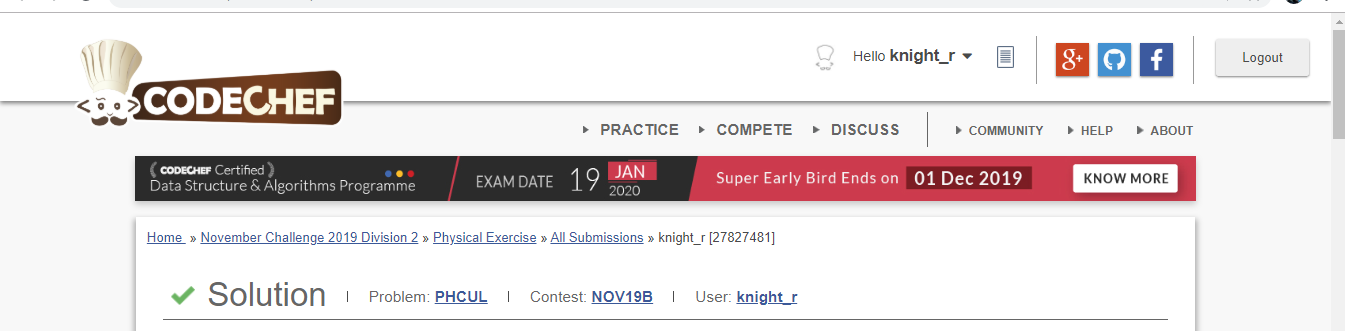 Hello knight_r
g+
f
Logout
CODECHEF
PRACTICE COMPETE DISCUSS COMMUNITY HELP ABOUT
CODECHEF Certified
Data Structure & Algorithms Programme
EXAM DATE 19 JAN 2020
Super Early Bird Ends on 01 Dec 2019 KNOW MORE
Home » November Challenge 2019 Division 2 » Physical Exercise » All Submissions » knight_r [27827481]
Solution | Problem: PHCUL | Contest: NOV19B | User: knight_r